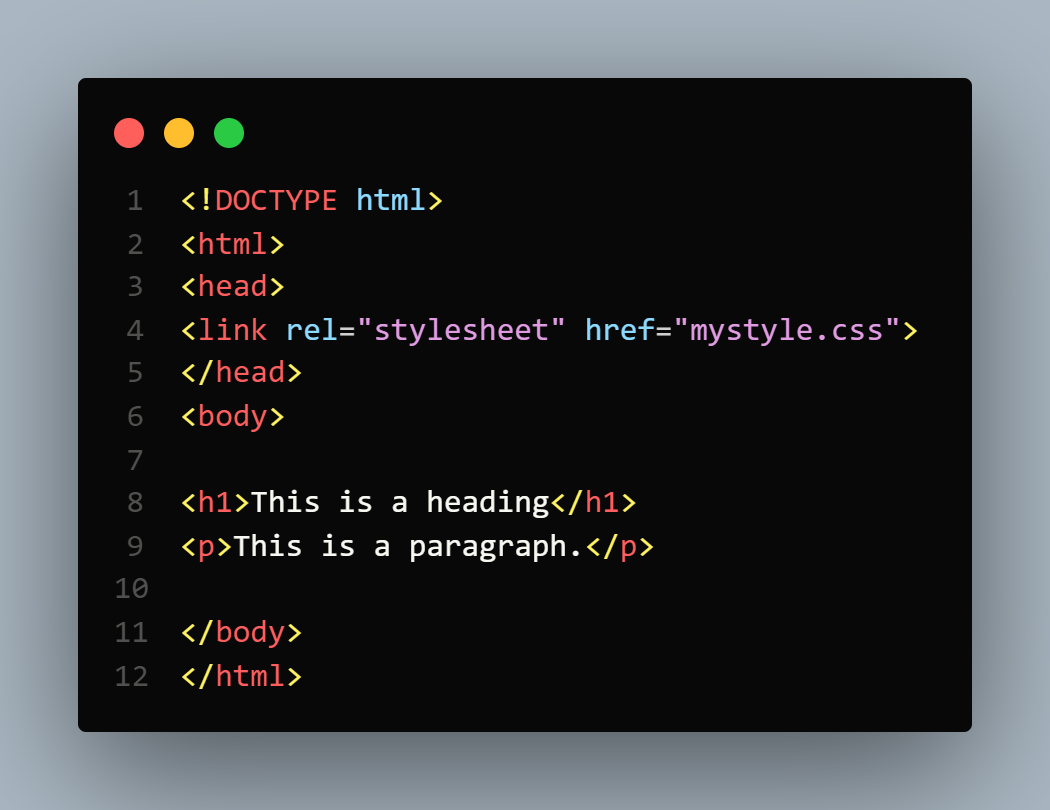 1 <!DOCTYPE html>
2 <html>
3 <head>
4 <link rel="stylesheet" href="mystyle.css">
5 </head>
6 <body>
7
8 <h1>This is a heading</h1>
9 <p>This is a paragraph.</p>
10
11 </body>
12 </html>